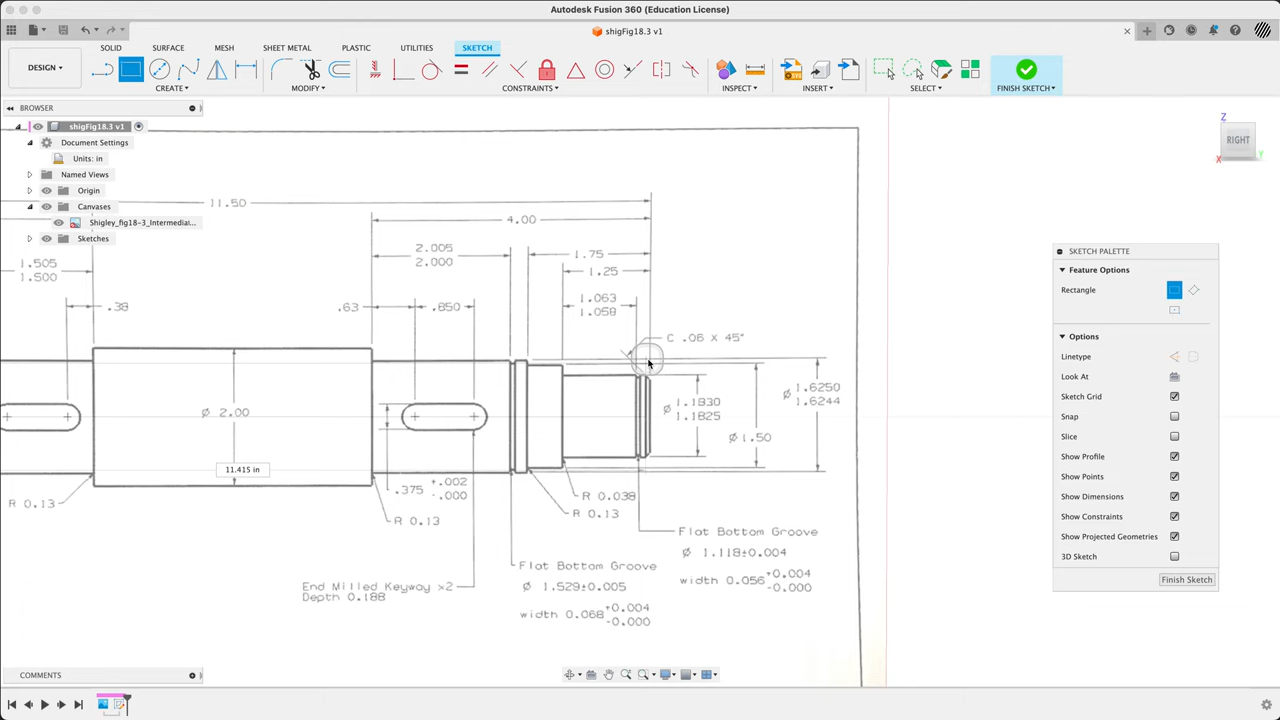 Autodesk Fusion 360 (Education License)
shigFig18.3 v1
DESIGN
SOLID
SURFACE
MESH
SHEET METAL
PLASTIC
UTILITIES
SKETCH
CREATE
MODIFY
CONSTRAINTS
INSPECT
INSERT
SELECT
FINISH SKETCH
BROWSER
shigFig18.3 v1
Document Settings
Units: in
Named Views
Origin
Canvases
Shigley_fig18-3_Intermediat...
Sketches
Z
RIGHT
X
Y
11.50
4.00
2.005
2.000
1.75
1.505
1.500
1.25
1.063
1.058
.38
.63
.850
C .06 X 45°
Ø 1.6250
1.6244
Ø 1.1830
1.1825
Ø 2.00
Ø 1.50
11.415 in
.375 +.002
-.000
R 0.13
R 0.13
R 0.038
R 0.13
Flat Bottom Groove
Ø 1.118±0.004
width 0.056 +0.004
-0.000
Flat Bottom Groove
Ø 1.529±0.005
width 0.068 +0.004
-0.000
End Milled Keyway x2
Depth 0.188
SKETCH PALETTE
Feature Options
Rectangle
Options
Linetype
Look At
Sketch Grid
Snap
Slice
Show Profile
Show Points
Show Dimensions
Show Constraints
Show Projected Geometries
3D Sketch
Finish Sketch
COMMENTS